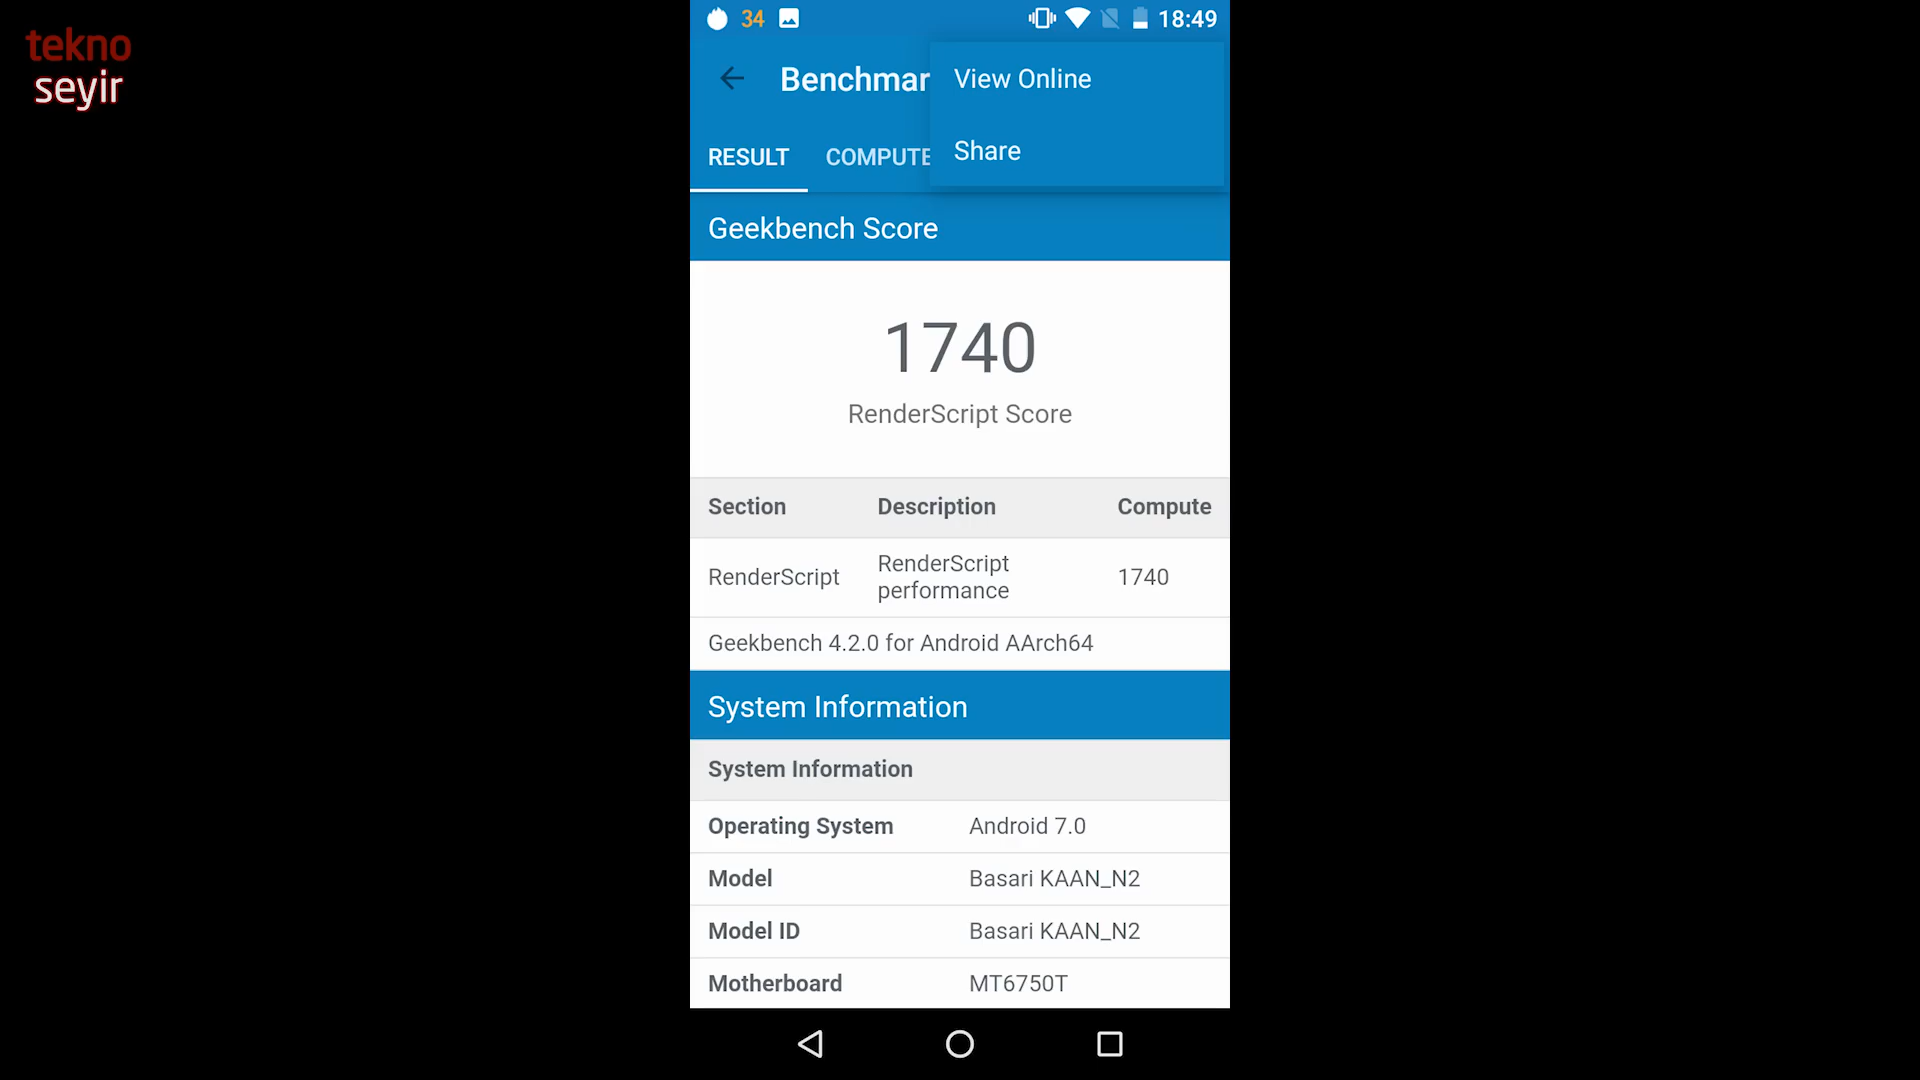 tekno
seyir
34
18:49
Benchmar
View Online
Share
RESULT
COMPUTE
Geekbench Score
1740
RenderScript Score
Section Description Compute
RenderScript RenderScript performance 1740
Geekbench 4.2.0 for Android AArch64
System Information
System Information
Operating System Android 7.0
Model Basari KAAN_N2
Model ID Basari KAAN_N2
Motherboard MT6750T